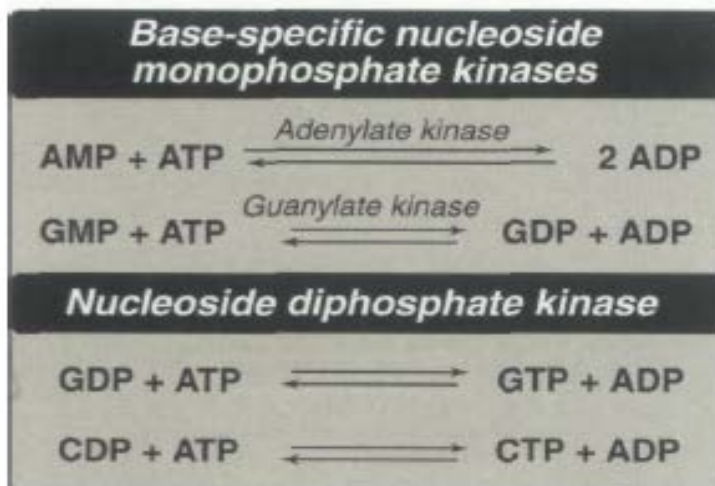 Base-specific nucleoside
monophosphate kinases
Adenylate kinase
AMP + ATP 2 ADP
Guanylate kinase
GMP + ATP GDP + ADP
Nucleoside diphosphate kinase
GDP + ATP GTP + ADP
CDP + ATP CTP + ADP